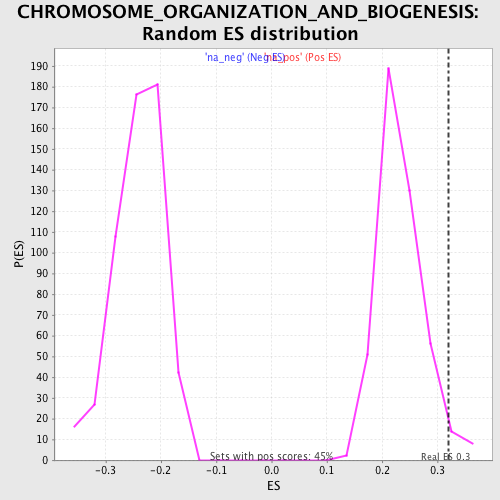 CHROMOSOME_ORGANIZATION_AND_BIOGENESIS:
Random ES distribution
'na_neg' (Neg ES) 'na_pos' (Pos ES)
190
180
170
160
150
140
130
120
110
100
90
80
70
60
50
40
30
20
10
0
P(ES)
Sets with pos scores: 45%
Real ES 0.3
-0.3 -0.2 -0.1 0.0 0.1 0.2 0.3
ES